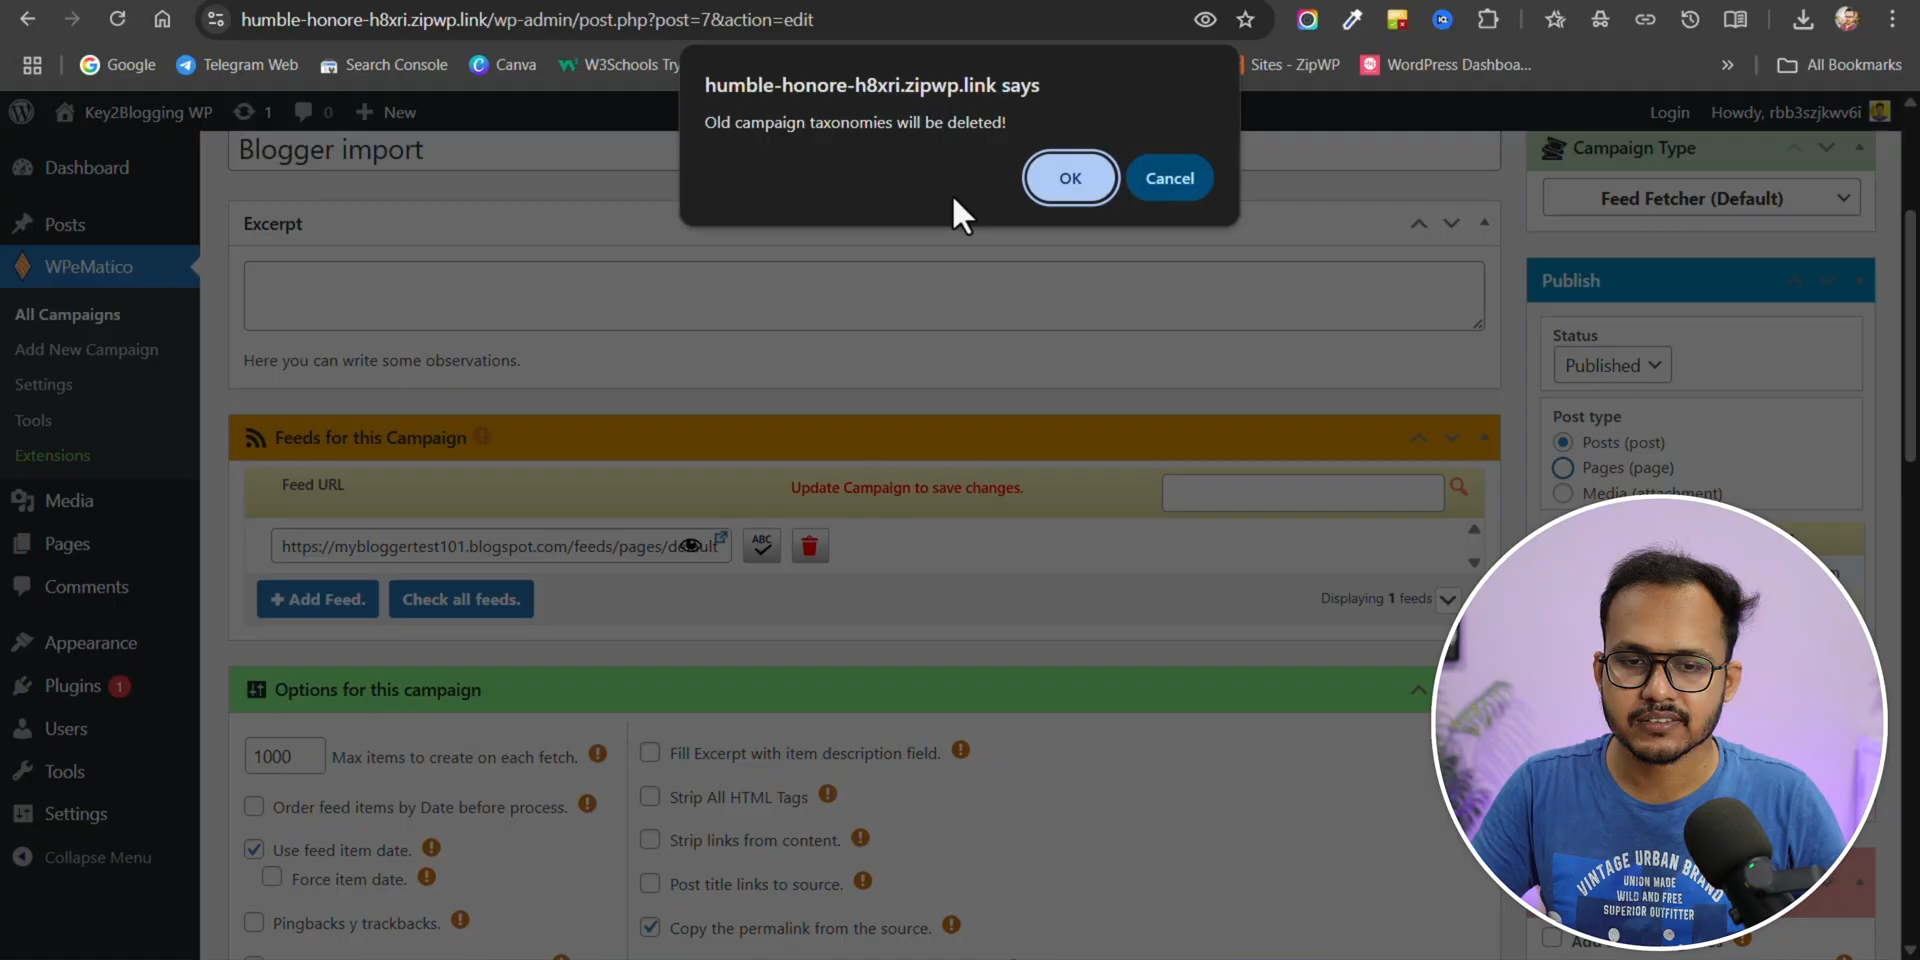 humble-honore-h8xri.zipwp.link/wp-admin/post.php?post=7&action=edit
Google
Telegram Web
Search Console
Canva
W3Schools Try
Sites - ZipWP
WordPress Dashboa...
All Bookmarks
humble-honore-h8xri.zipwp.link says
Old campaign taxonomies will be deleted!
OK
Cancel
Key2Blogging WP
1
0
New
Login
Howdy, rbb3szjkwv6i
Dashboard
Posts
WPeMatico
All Campaigns
Add New Campaign
Settings
Tools
Extensions
Media
Pages
Comments
Appearance
Plugins 1
Users
Tools
Settings
Collapse Menu
Blogger import
Excerpt
Here you can write some observations.
Feeds for this Campaign
Feed URL
Update Campaign to save changes.
https://mybloggertest101.blogspot.com/feeds/pages/default
ABC
+ Add Feed.
Check all feeds.
Displaying 1 feeds
Options for this campaign
1000 Max items to create on each fetch.
Order feed items by Date before process.
Use feed item date.
Force item date.
Pingbacks y trackbacks.
Fill Excerpt with item description field.
Strip All HTML Tags
Strip links from content.
Post title links to source.
Copy the permalink from the source.
Campaign Type
Feed Fetcher (Default)
Publish
Status
Published
Post type
Posts (post)
Pages (page)
Media (attachment)
VINTAGE URBAN BRAND
UNION MADE
WILD AND FREE
SUPERIOR OUTFITTER